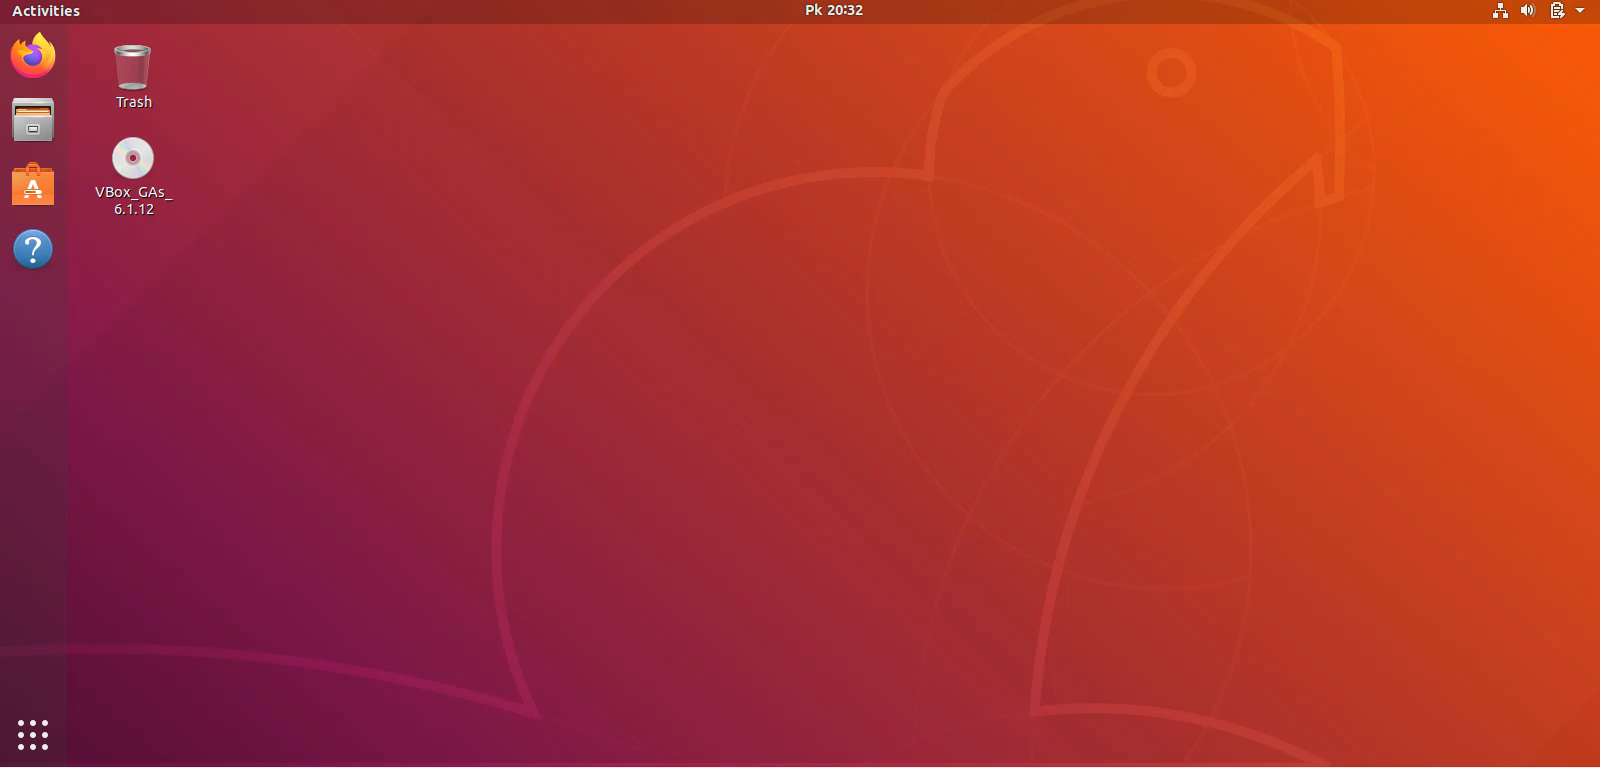 Activities
Pk 20:32
Trash
VBox_GAs_
6.1.12